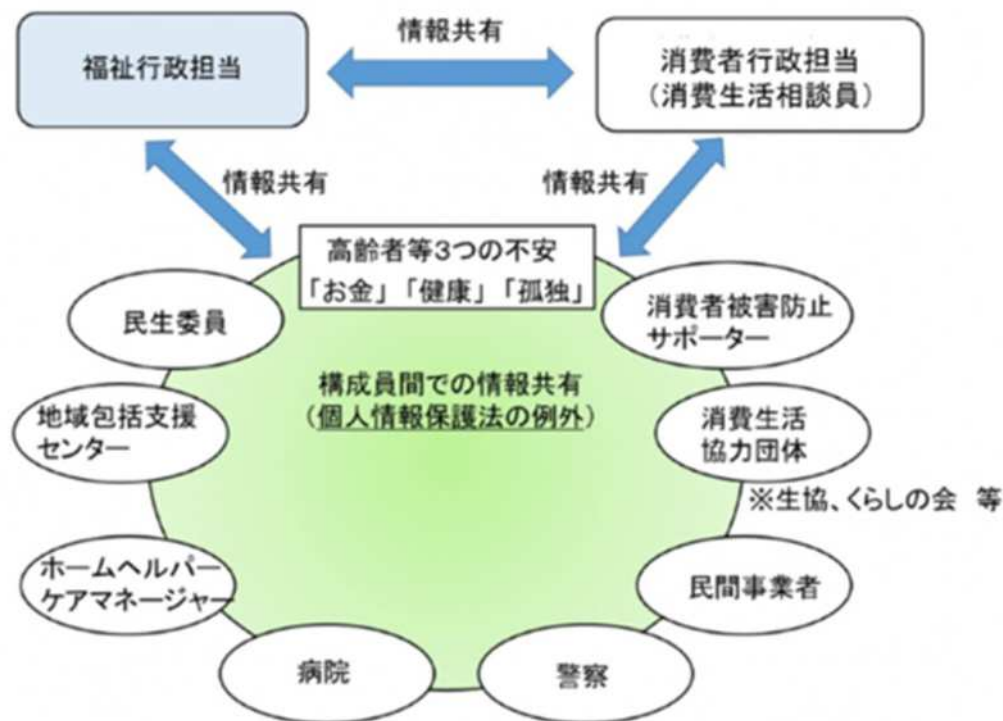 情報共有
福祉行政担当
消費者行政担当
（消費生活相談員）
情報共有
情報共有
高齢者等3つの不安
「お金」「健康」「孤独」
民生委員
消費者被害防止
サポーター
構成員間での情報共有
（個人情報保護法の例外）
地域包括支援
センター
消費生活
協力団体
※生協、くらしの会 等
ホームヘルパー
ケアマネージャー
民間事業者
病院
警察